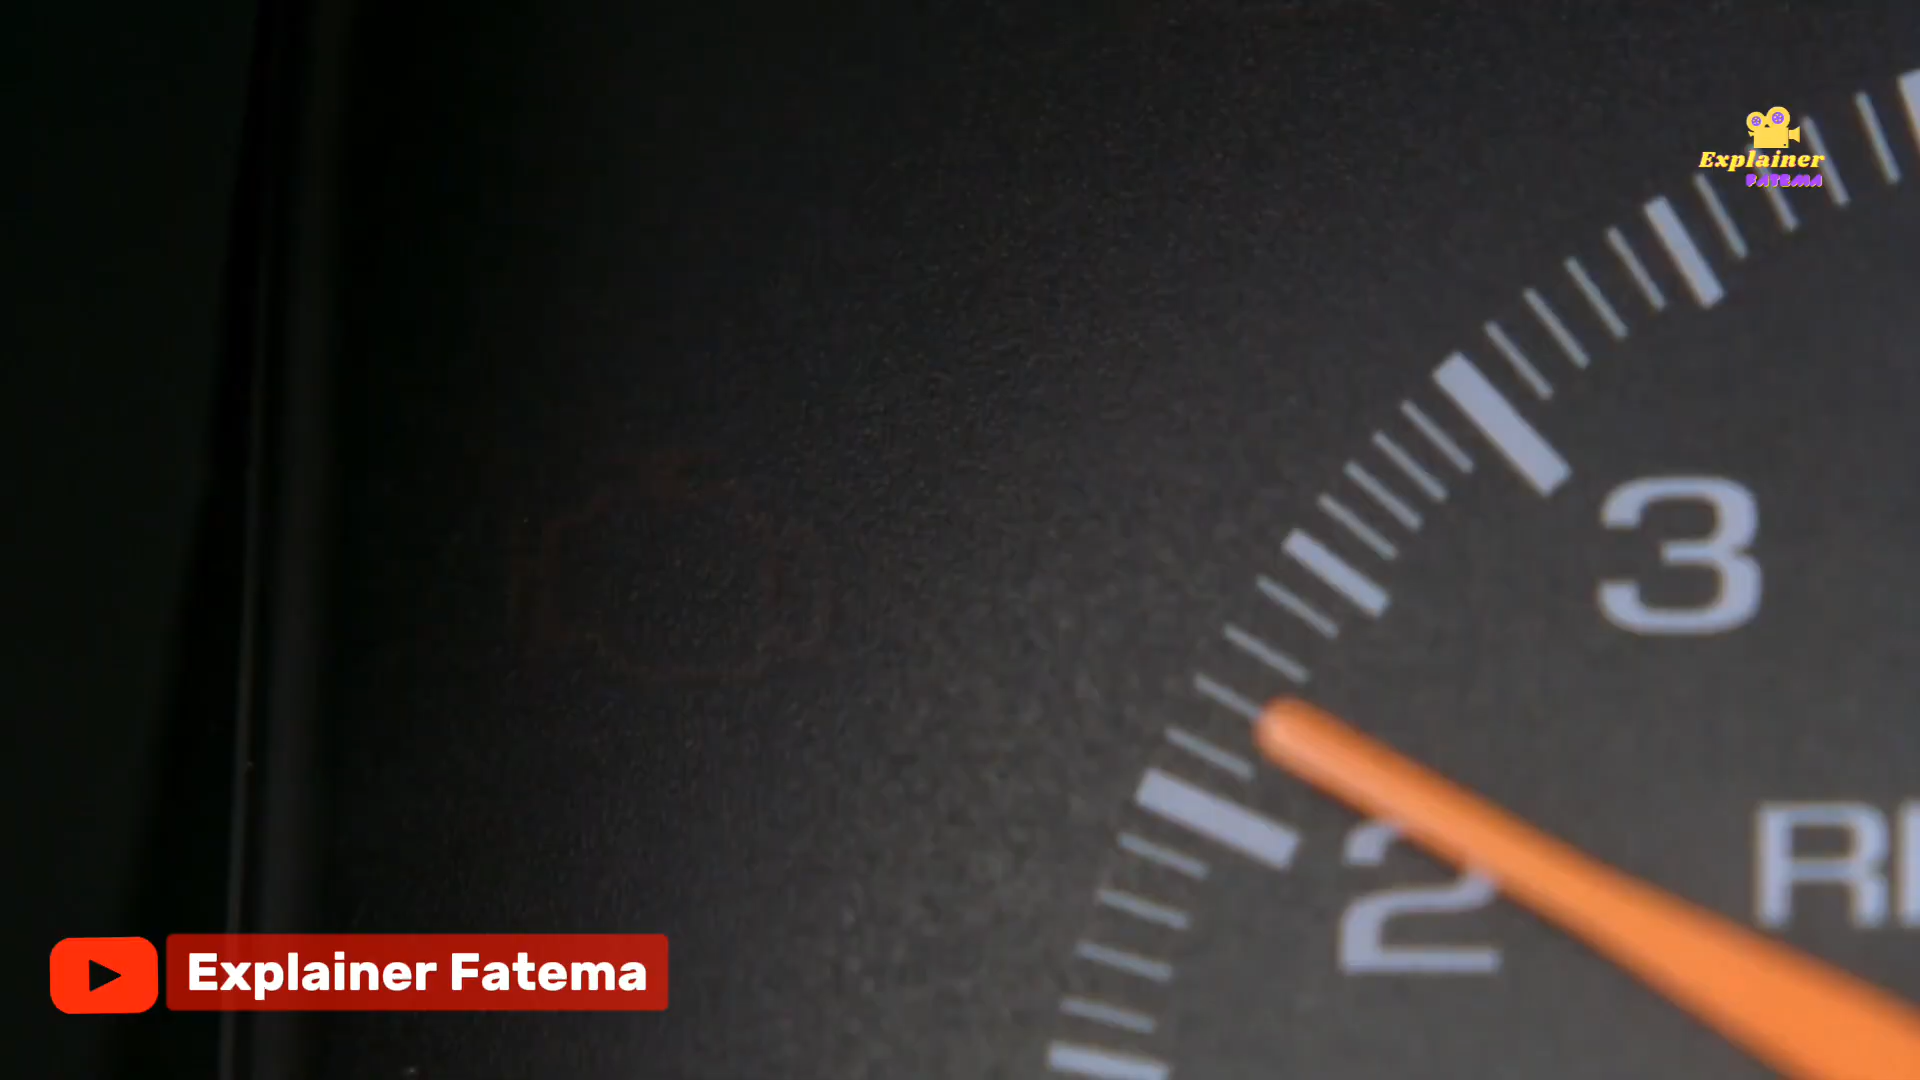 Explainer
FATEMA
3
2
Explainer Fatema